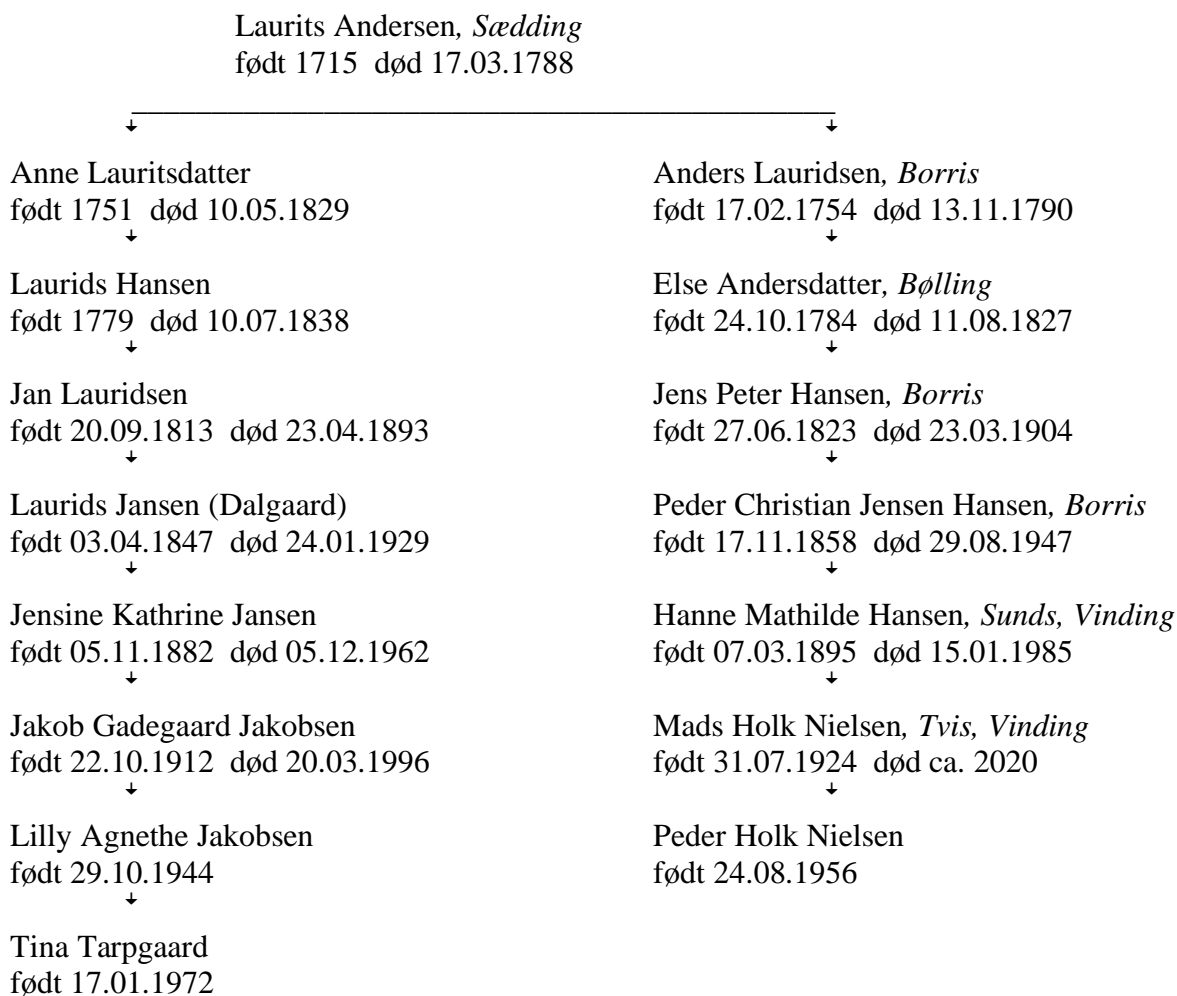 Laurits Andersen, Sædding
født 1715 død 17.03.1788
Anne Lauritsdatter
født 1751 død 10.05.1829
Laurids Hansen
født 1779 død 10.07.1838
Jan Lauridsen
født 20.09.1813 død 23.04.1893
Laurids Jansen (Dalgaard)
født 03.04.1847 død 24.01.1929
Jensine Kathrine Jansen
født 05.11.1882 død 05.12.1962
Jakob Gadegaard Jakobsen
født 22.10.1912 død 20.03.1996
Lilly Agnethe Jakobsen
født 29.10.1944
Tina Tarpgaard
født 17.01.1972
Anders Lauridsen, Borris
født 17.02.1754 død 13.11.1790
Else Andersdatter, Bølling
født 24.10.1784 død 11.08.1827
Jens Peter Hansen, Borris
født 27.06.1823 død 23.03.1904
Peder Christian Jensen Hansen, Borris
født 17.11.1858 død 29.08.1947
Hanne Mathilde Hansen, Sunds, Vinding
født 07.03.1895 død 15.01.1985
Mads Holk Nielsen, Tvis, Vinding
født 31.07.1924 død ca. 2020
Peder Holk Nielsen
født 24.08.1956